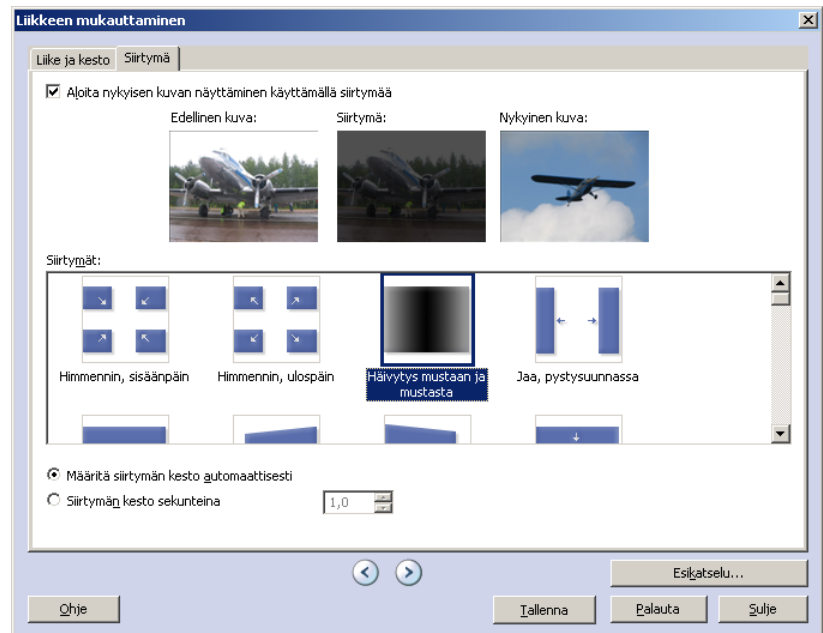 Liikkeen mukauttaminen
Liike ja kesto
Siirtymä
Aloita nykyisen kuvan näyttäminen käyttämällä siirtymää
Edellinen kuva:
Siirtymä:
Nykyinen kuva:
Siirtymät:
Himmennin, sisäänpäin
Himmennin, ulospäin
Häivytys mustaan ja
mustasta
Jaa, pystysuunnassa
Määritä siirtymän kesto automaattisesti
Siirtymän kesto sekunteina
1,0
Esikatselu...
Ohje
Tallenna
Palauta
Sulje